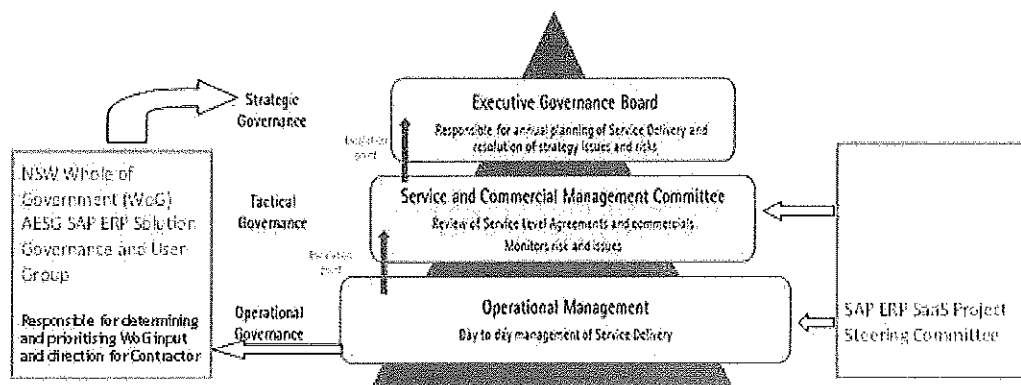 Strategic
Governance
Executive Governance Board
Responsible for annual planning of Service Delivery and
resolution of strategy issues and risks
Escalation
point
NSW Whole of
Government (WoG)
AESG SAP ERP Solution
Governance and User
Group
Responsible for determining
and prioritising WoG input
and direction for Contractor
Tactical
Governance
Service and Commercial Management Committee
Review of Service Level Agreements and commercials
Monitors risk and issues
Escalation
point
Operational
Governance
Operational Management
Day to day management of Service Delivery
SAP ERP SaaS Project
Steering Committee